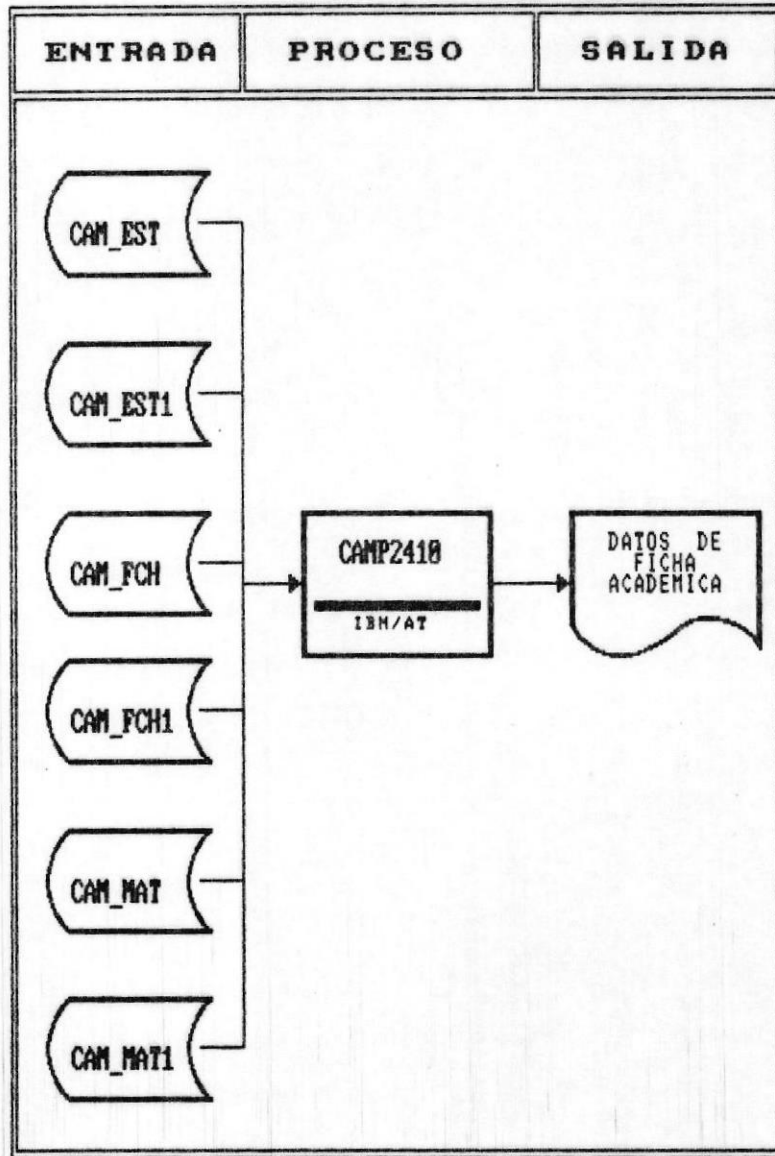 ENTRADA
PROCESO
SALIDA
CAM_EST
CAM_EST1
CAM_FCH
CAM_FCH1
CAM_MAT
CAM_MAT1
CAMP2410
IBM/AT
DATOS DE
FICHA
ACADEMICA